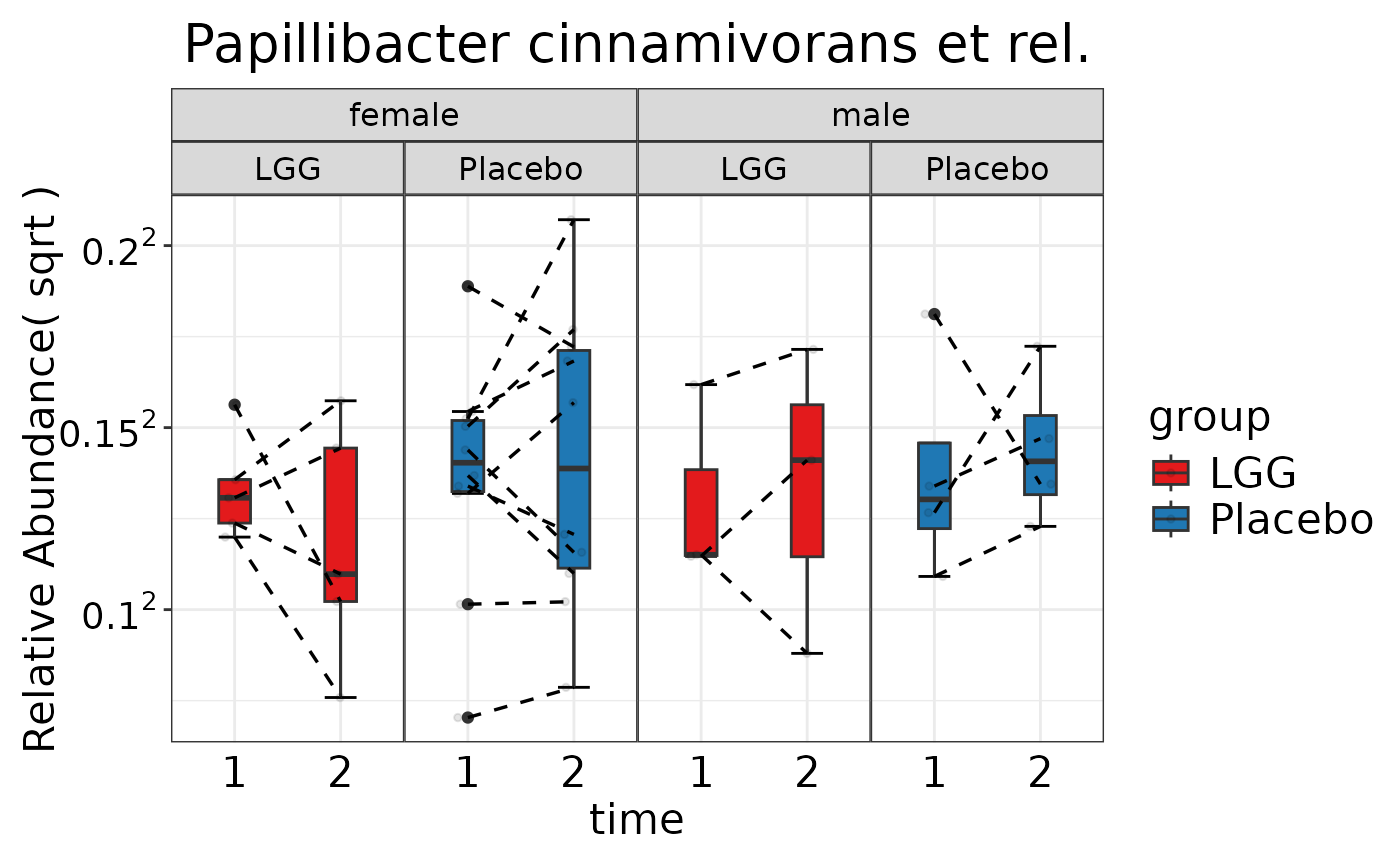 Papillibacter cinnamivorans et rel.
female male
LGG Placebo LGG Placebo
Relative Abundance( sqrt )
0.2²
0.15²
0.1²
1 2 1 2 1 2 1 2
time
group
LGG
Placebo